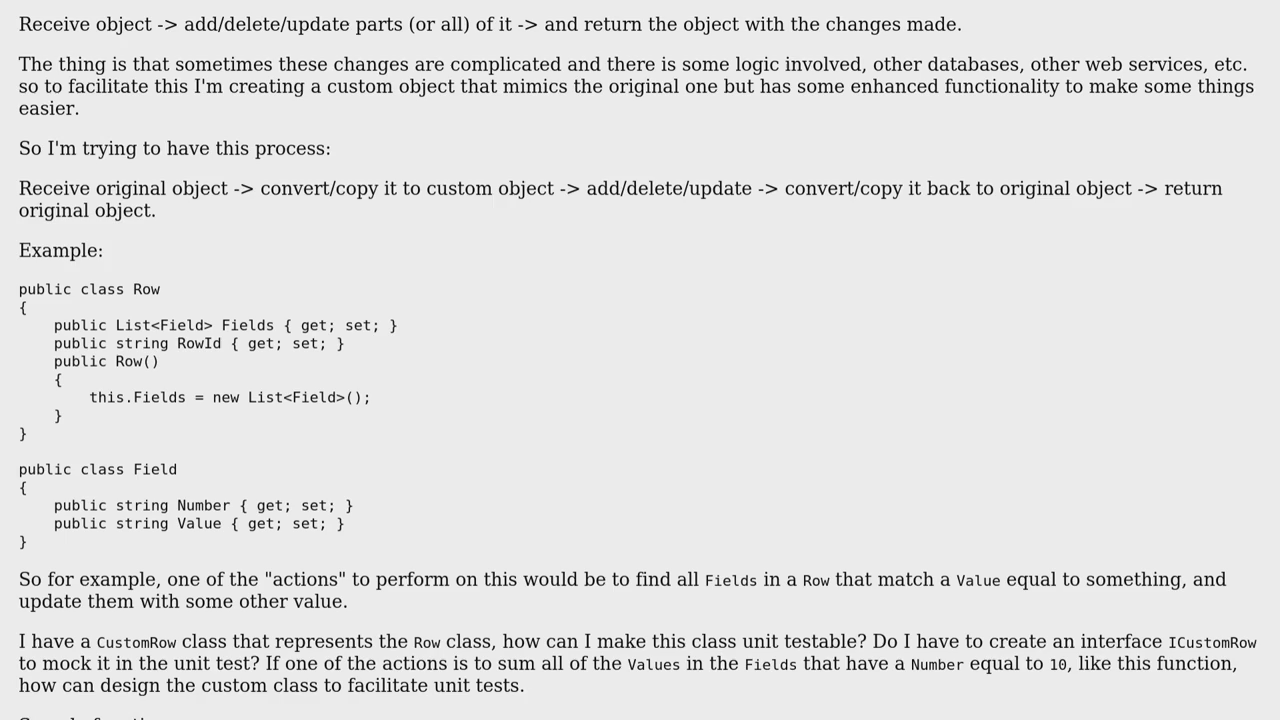 Receive object -> add/delete/update parts (or all) of it -> and return the object with the changes made.
The thing is that sometimes these changes are complicated and there is some logic involved, other databases, other web services, etc.
so to facilitate this I'm creating a custom object that mimics the original one but has some enhanced functionality to make some things
easier.
So I'm trying to have this process:
Receive original object -> convert/copy it to custom object -> add/delete/update -> convert/copy it back to original object -> return
original object.
Example:
public class Row
{
    public List<Field> Fields { get; set; }
    public string RowId { get; set; }
    public Row()
    {
        this.Fields = new List<Field>();
    }
}
public class Field
{
    public string Number { get; set; }
    public string Value { get; set; }
}
So for example, one of the "actions" to perform on this would be to find all Fields in a Row that match a Value equal to something, and
update them with some other value.
I have a CustomRow class that represents the Row class, how can I make this class unit testable? Do I have to create an interface ICustomRow
to mock it in the unit test? If one of the actions is to sum all of the Values in the Fields that have a Number equal to 10, like this function,
how can design the custom class to facilitate unit tests.